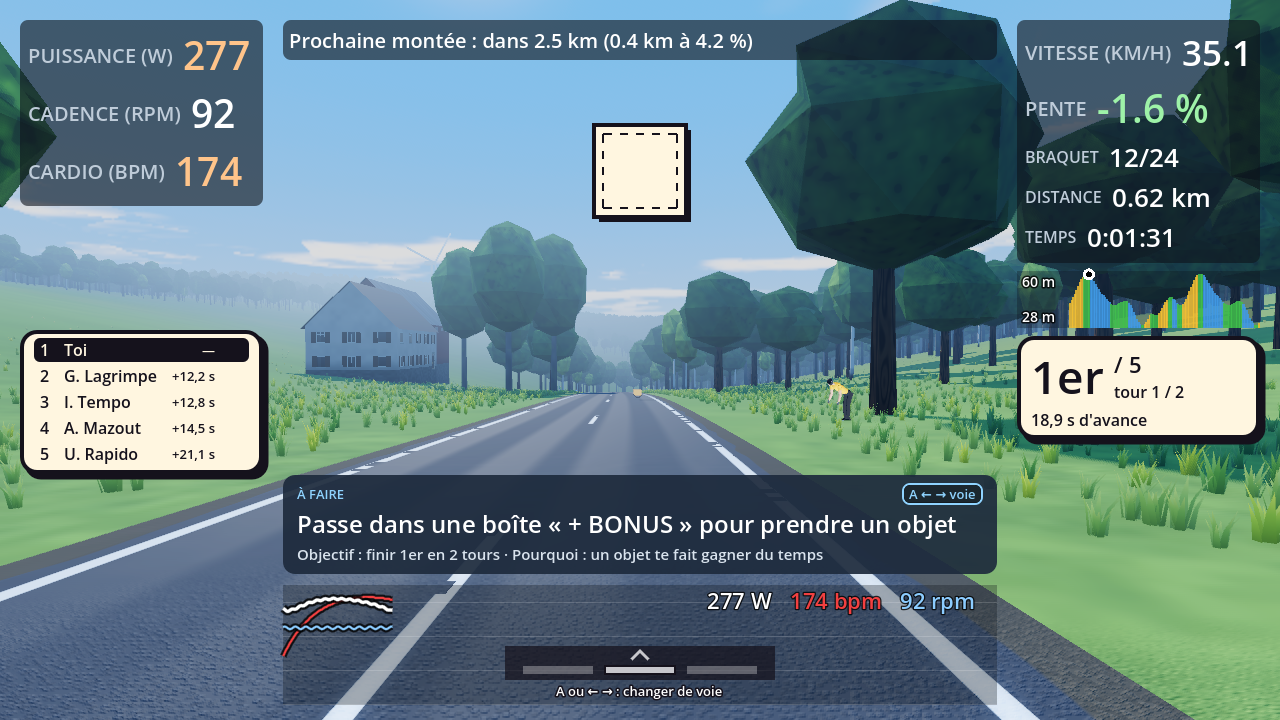 PUISSANCE (W) 277
CADENCE (RPM) 92
CARDIO (BPM) 174
Prochaine montée : dans 2.5 km (0.4 km à 4.2 %)
VITESSE (KM/H) 35.1
PENTE -1.6 %
BRAQUET 12/24
DISTANCE 0.62 km
TEMPS 0:01:31
60 m
28 m
1 Toi —
2 G. Lagrimpe +12,2 s
3 I. Tempo +12,8 s
4 A. Mazout +14,5 s
5 U. Rapido +21,1 s
1er / 5
tour 1 / 2
18,9 s d'avance
À FAIRE
A ← → voie
Passe dans une boîte « + BONUS » pour prendre un objet
Objectif : finir 1er en 2 tours · Pourquoi : un objet te fait gagner du temps
277 W 174 bpm 92 rpm
A ou ← → : changer de voie